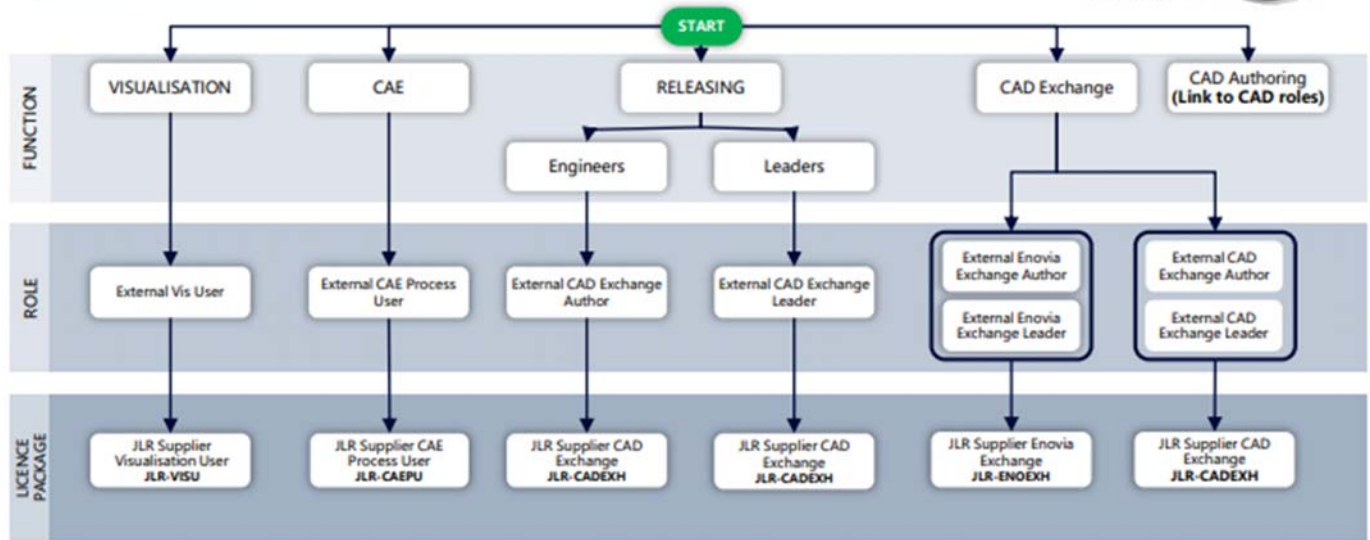 START
FUNCTION
VISUALISATION
CAE
RELEASING
CAD Exchange
CAD Authoring
(Link to CAD roles)
Engineers
Leaders
ROLE
External Vis User
External CAE Process
User
External CAD Exchange
Author
External CAD Exchange
Leader
External Enovia
Exchange Author
External Enovia
Exchange Leader
External CAD
Exchange Author
External CAD
Exchange Leader
LICENCE
PACKAGE
JLR Supplier
Visualisation User
JLR-VISU
JLR Supplier CAE
Process User
JLR-CAEPU
JLR Supplier CAD
Exchange
JLR-CADEXH
JLR Supplier CAD
Exchange
JLR-CADEXH
JLR Supplier Enovia
Exchange
JLR-ENOEXH
JLR Supplier CAD
Exchange
JLR-CADEXH